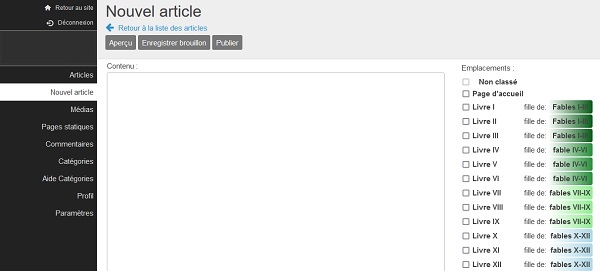 Retour au site
Déconnexion
Articles
Nouvel article
Médias
Pages statiques
Commentaires
Catégories
Aide Catégories
Profil
Paramètres
Nouvel article
Retour à la liste des articles
Aperçu Enregistrer brouillon Publier
Contenu :
Emplacements :
Non classé
Page d'accueil
Livre I fille de: Fables I-III
Livre II fille de: Fables I-III
Livre III fille de: Fables I-III
Livre IV fille de: fable IV-VI
Livre V fille de: fable IV-VI
Livre VI fille de: fable IV-VI
Livre VII fille de: fables VII-IX
Livre VIII fille de: fables VII-IX
Livre IX fille de: fables VII-IX
Livre X fille de: fables X-XII
Livre XI fille de: fables X-XII
Livre XII fille de: fables X-XII